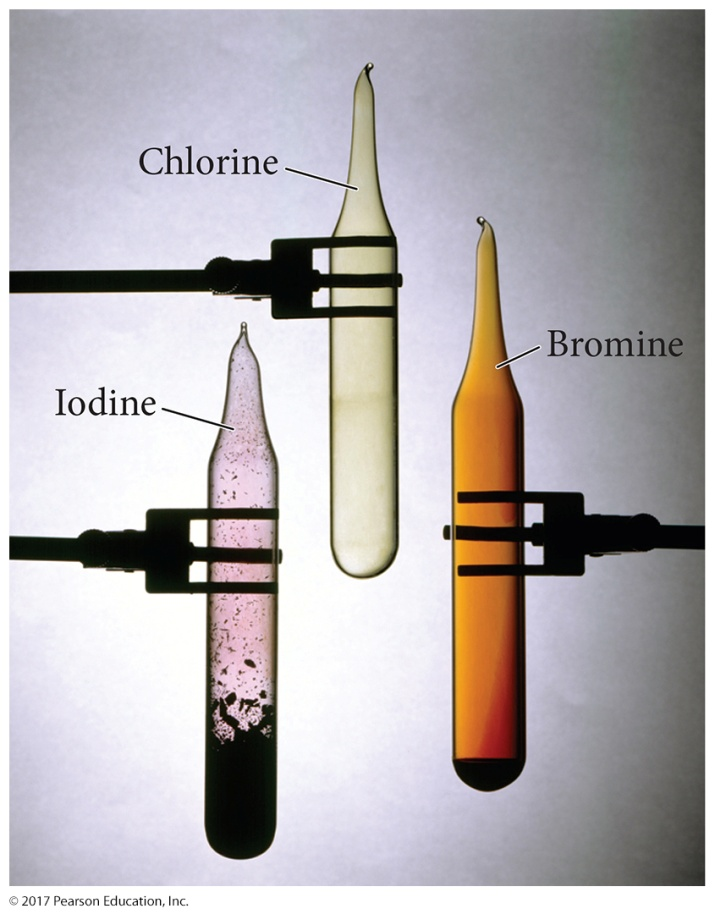 Chlorine
Bromine
Iodine
© 2017 Pearson Education, Inc.